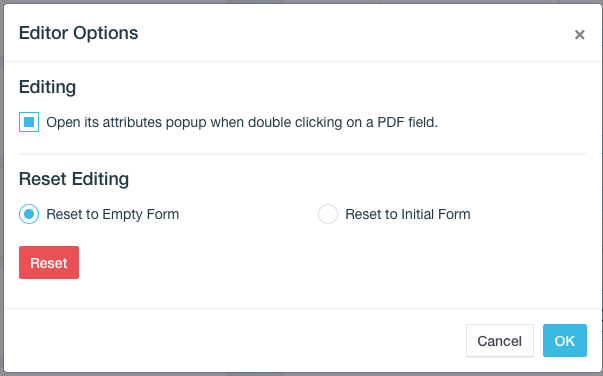 Editor Options
×
Editing
Open its attributes popup when double clicking on a PDF field.
Reset Editing
Reset to Empty Form
Reset to Initial Form
Reset
Cancel
OK